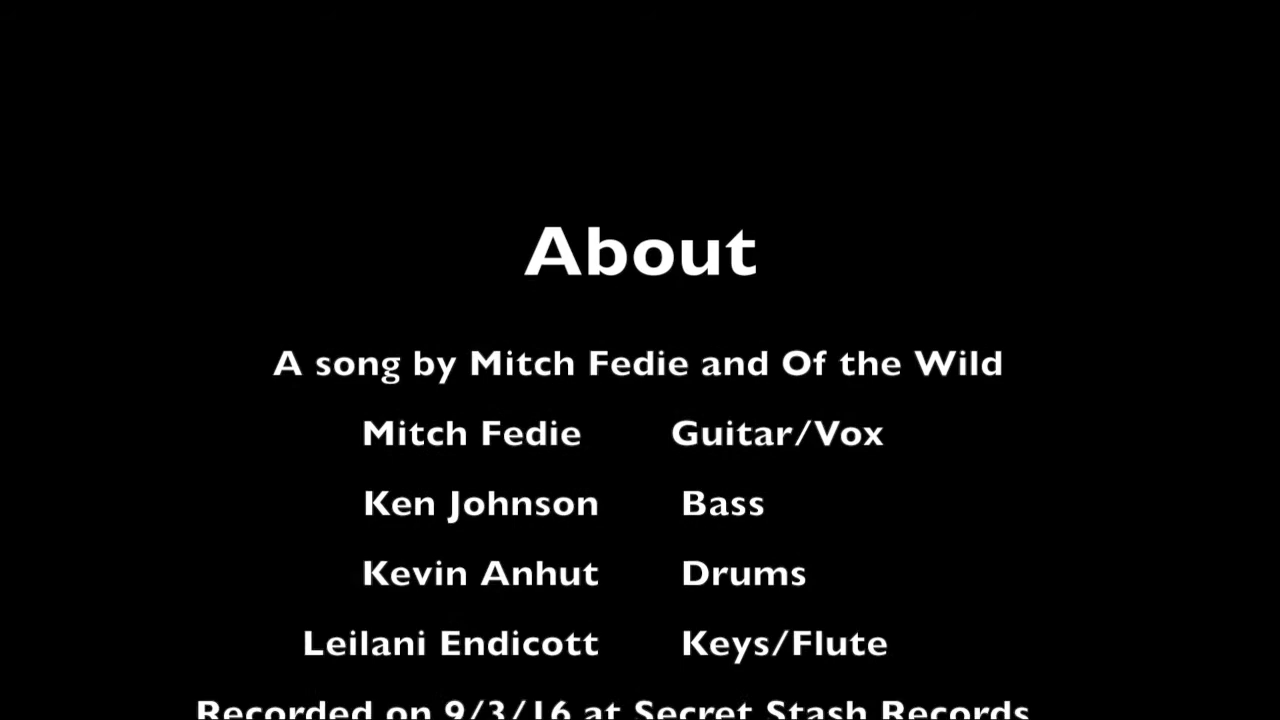 About
A song by Mitch Fedie and Of the Wild
Mitch Fedie Guitar/Vox
Ken Johnson Bass
Kevin Anhut Drums
Leilani Endicott Keys/Flute
Recorded on 9/3/16 at Secret Stash Records